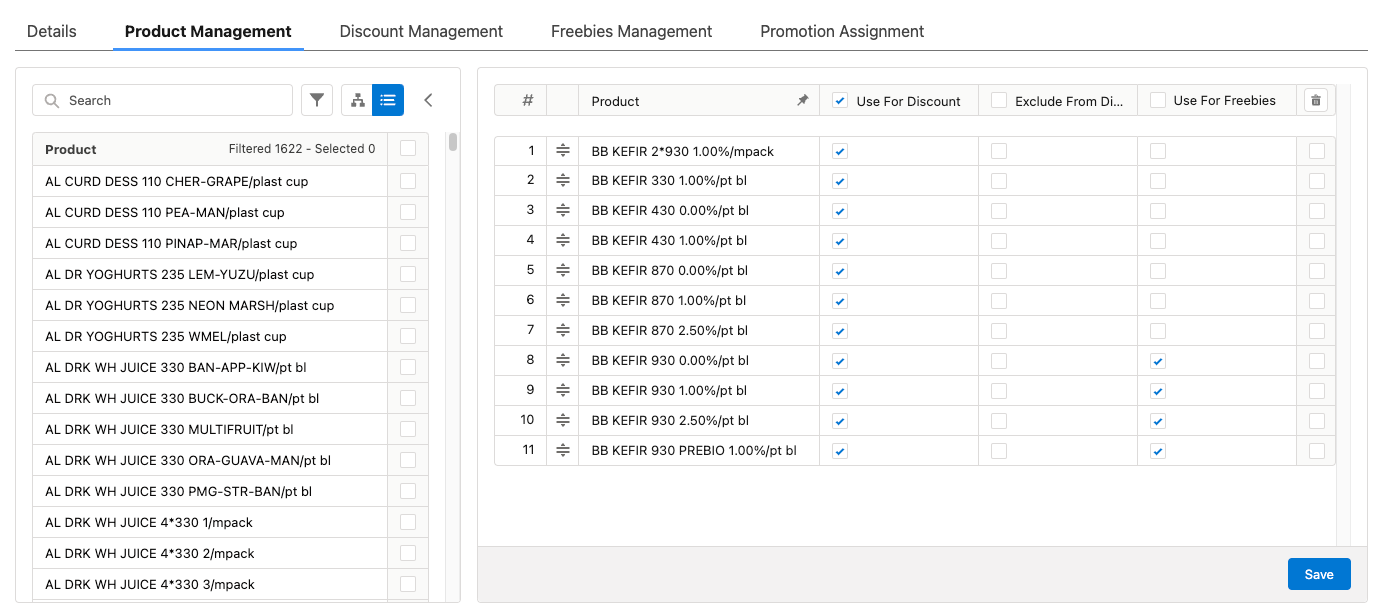 Details Product Management Discount Management Freebies Management Promotion Assignment
Search
Product Filtered 1622 - Selected 0
AL CURD DESS 110 CHER-GRAPE/plast cup
AL CURD DESS 110 PEA-MAN/plast cup
AL CURD DESS 110 PINAP-MAR/plast cup
AL DR YOGHURTS 235 LEM-YUZU/plast cup
AL DR YOGHURTS 235 NEON MARSH/plast cup
AL DR YOGHURTS 235 WMEL/plast cup
AL DRK WH JUICE 330 BAN-APP-KIW/pt bl
AL DRK WH JUICE 330 BUCK-ORA-BAN/pt bl
AL DRK WH JUICE 330 MULTIFRUIT/pt bl
AL DRK WH JUICE 330 ORA-GUAVA-MAN/pt bl
AL DRK WH JUICE 330 PMG-STR-BAN/pt bl
AL DRK WH JUICE 4*330 1/mpack
AL DRK WH JUICE 4*330 2/mpack
AL DRK WH JUICE 4*330 3/mpack
# Product Use For Discount Exclude From Di... Use For Freebies
1 BB KEFIR 2*930 1.00%/mpack
2 BB KEFIR 330 1.00%/pt bl
3 BB KEFIR 430 0.00%/pt bl
4 BB KEFIR 430 1.00%/pt bl
5 BB KEFIR 870 0.00%/pt bl
6 BB KEFIR 870 1.00%/pt bl
7 BB KEFIR 870 2.50%/pt bl
8 BB KEFIR 930 0.00%/pt bl
9 BB KEFIR 930 1.00%/pt bl
10 BB KEFIR 930 2.50%/pt bl
11 BB KEFIR 930 PREBIO 1.00%/pt bl
Save